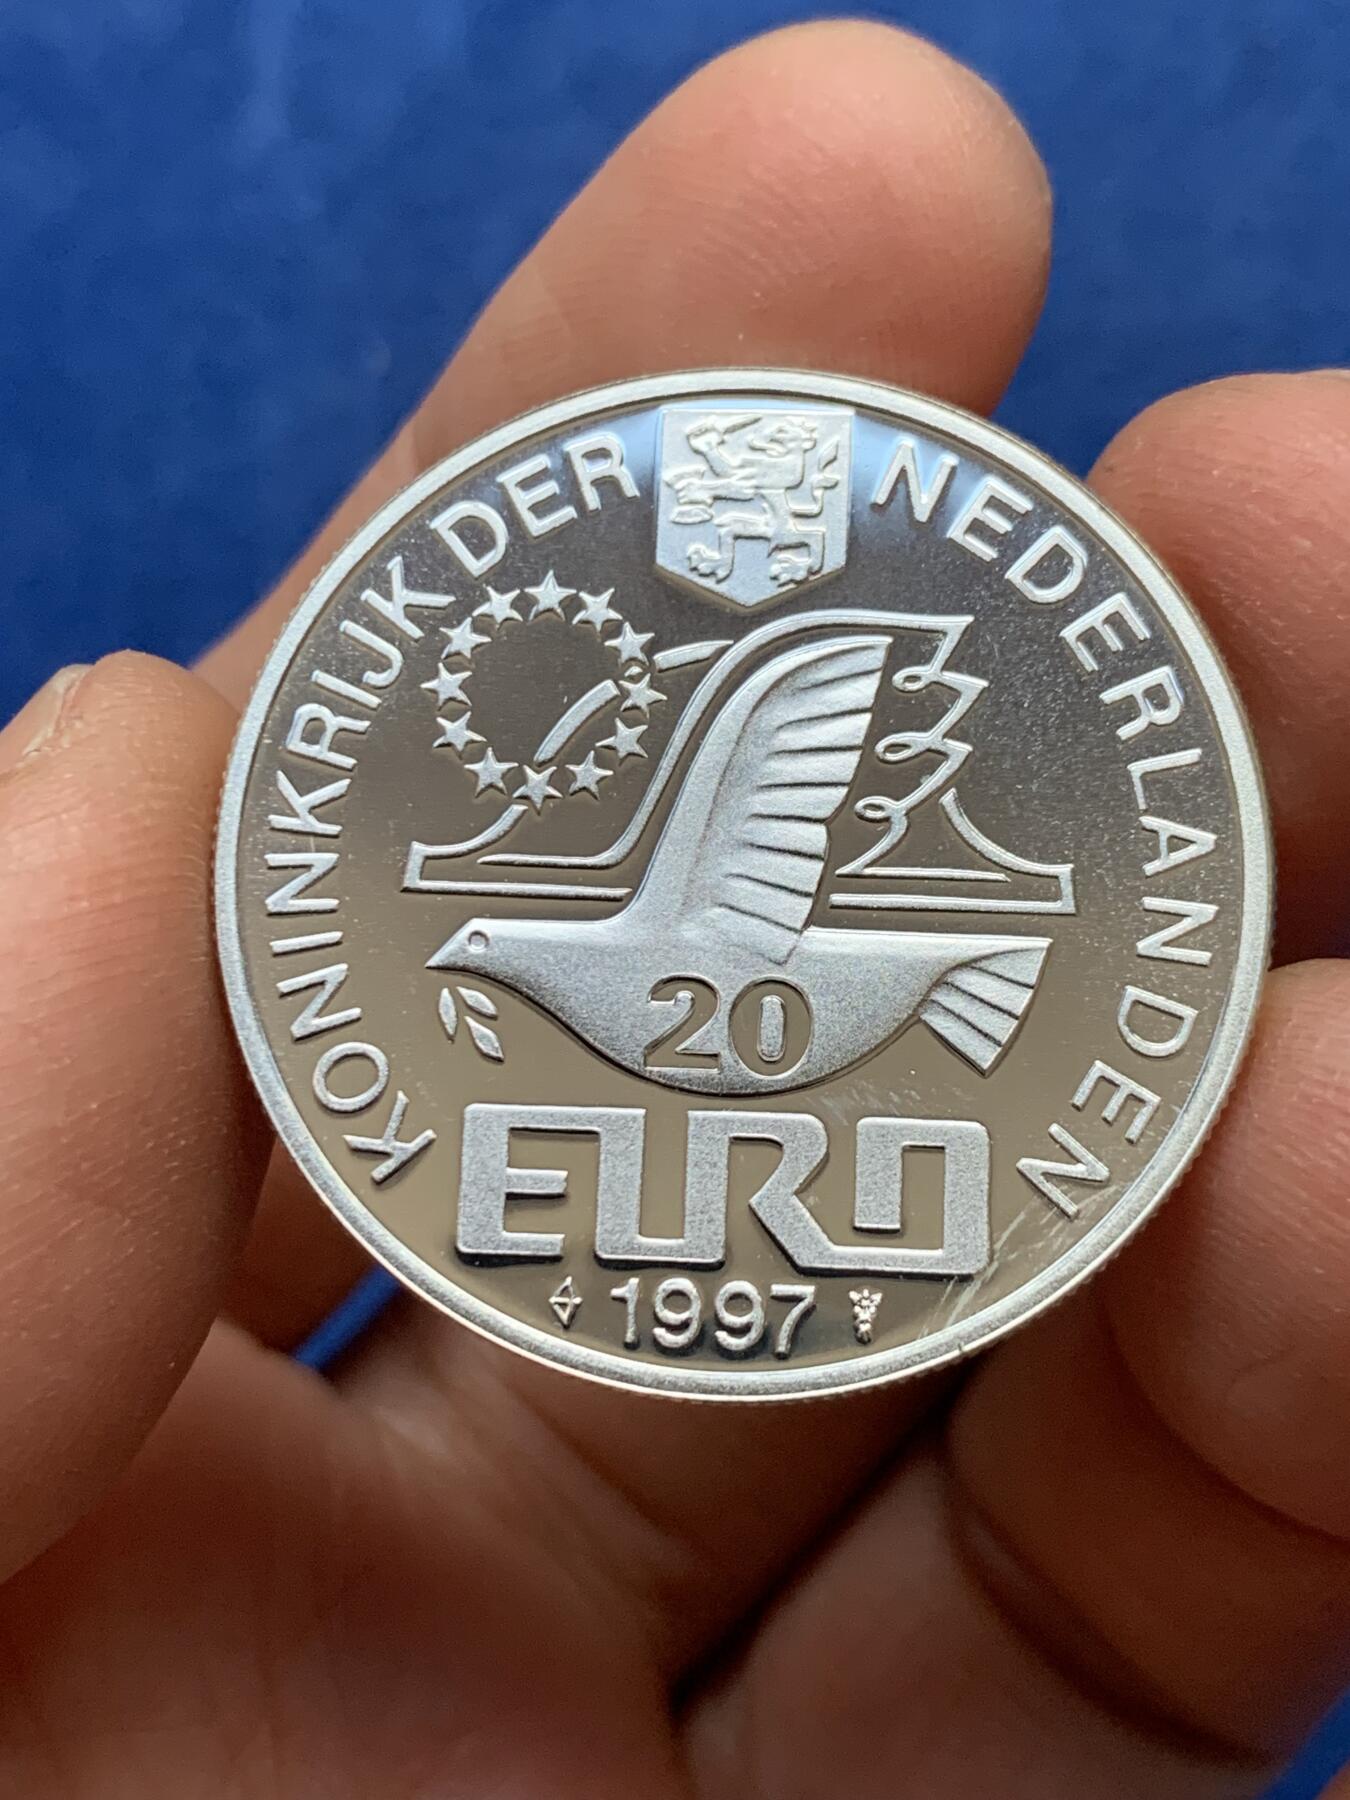 KONINKRIJK DER NEDERLANDEN
20
EURO
1997